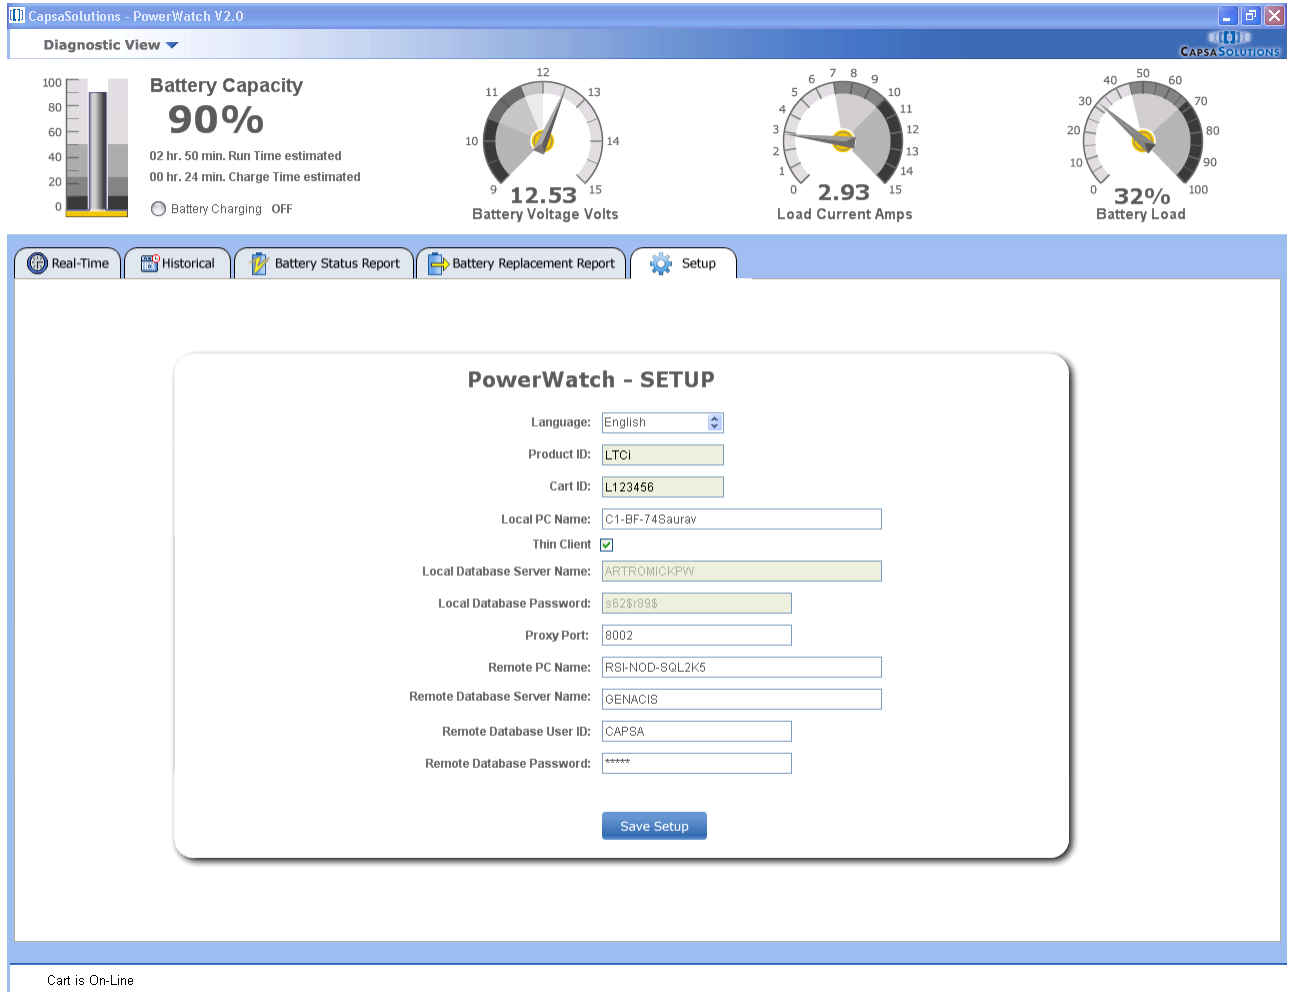 CapsaSolutions - PowerWatch V2.0
Diagnostic View
CAPSASOLUTIONS
100
80
60
40
20
0
Battery Capacity
90%
02 hr. 50 min. Run Time estimated
00 hr. 24 min. Charge Time estimated
Battery Charging OFF
9 10 11 12 13 14 15
12.53
Battery Voltage Volts
0 1 2 3 4 5 6 7 8 9 10 11 12 13 14 15
2.93
Load Current Amps
0 10 20 30 40 50 60 70 80 90 100
32%
Battery Load
Real-Time Historical Battery Status Report Battery Replacement Report Setup
PowerWatch - SETUP
Language: English
Product ID: LTCi
Cart ID: L123456
Local PC Name: C1-BF-74Saurav
Thin Client
Local Database Server Name: ARTROMICKPW
Local Database Password: s62$r89$
Proxy Port: 8002
Remote PC Name: RSI-NOD-SQL2K5
Remote Database Server Name: GENACIS
Remote Database User ID: CAPSA
Remote Database Password: *****
Save Setup
Cart is On-Line